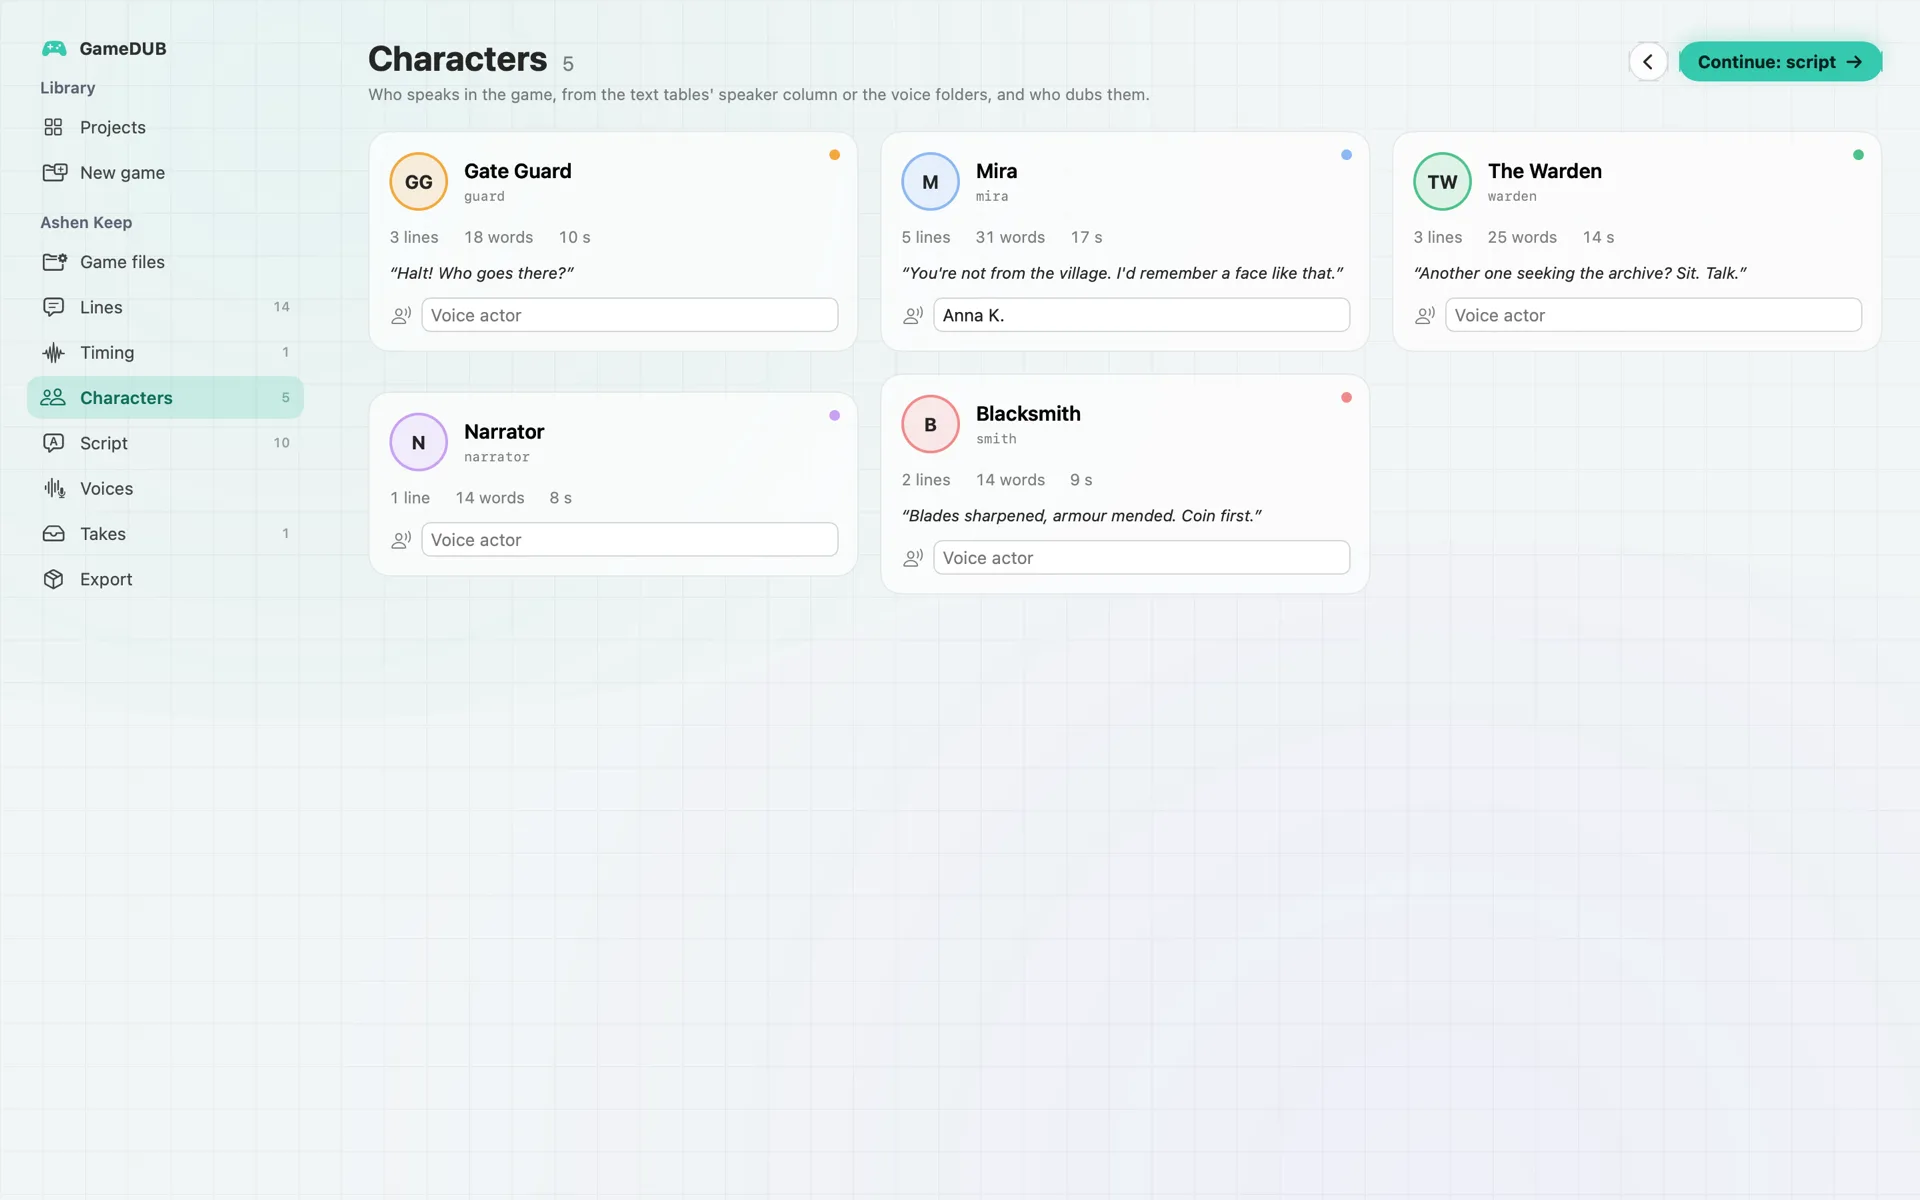 GameDUB
Library
Projects
New game
Ashen Keep
Game files
Lines 14
Timing 1
Characters 5
Script 10
Voices
Takes 1
Export
Characters 5
Who speaks in the game, from the text tables' speaker column or the voice folders, and who dubs them.
Continue: script →
GG
Gate Guard
guard
3 lines 18 words 10 s
“Halt! Who goes there?”
Voice actor
M
Mira
mira
5 lines 31 words 17 s
“You're not from the village. I'd remember a face like that.”
Anna K.
TW
The Warden
warden
3 lines 25 words 14 s
“Another one seeking the archive? Sit. Talk.”
Voice actor
N
Narrator
narrator
1 line 14 words 8 s
Voice actor
B
Blacksmith
smith
2 lines 14 words 9 s
“Blades sharpened, armour mended. Coin first.”
Voice actor